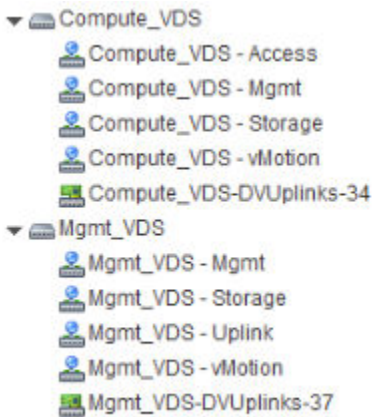 Compute_VDS
Compute_VDS - Access
Compute_VDS - Mgmt
Compute_VDS - Storage
Compute_VDS - vMotion
Compute_VDS-DVUplinks-34
Mgmt_VDS
Mgmt_VDS - Mgmt
Mgmt_VDS - Storage
Mgmt_VDS - Uplink
Mgmt_VDS - vMotion
Mgmt_VDS-DVUplinks-37